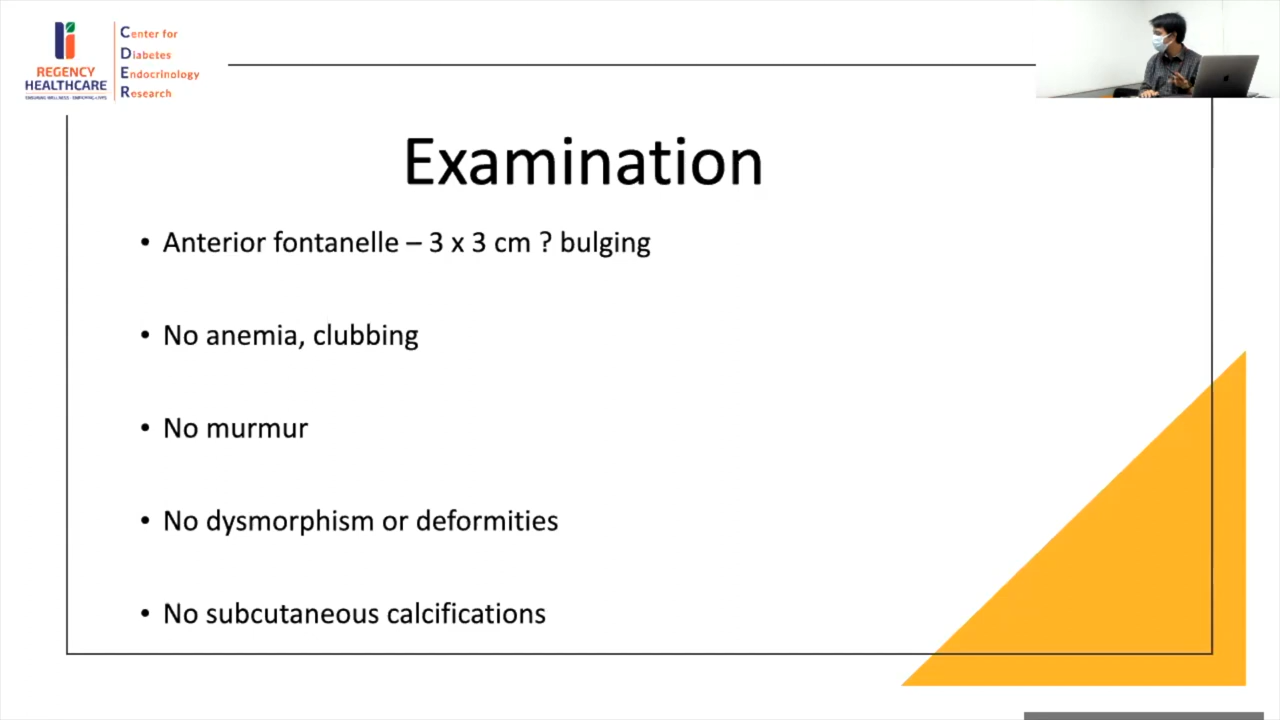 REGENCY
HEALTHCARE
Center for
Diabetes
Endocrinology
Research
Examination
• Anterior fontanelle – 3 x 3 cm ? bulging
• No anemia, clubbing
• No murmur
• No dysmorphism or deformities
• No subcutaneous calcifications